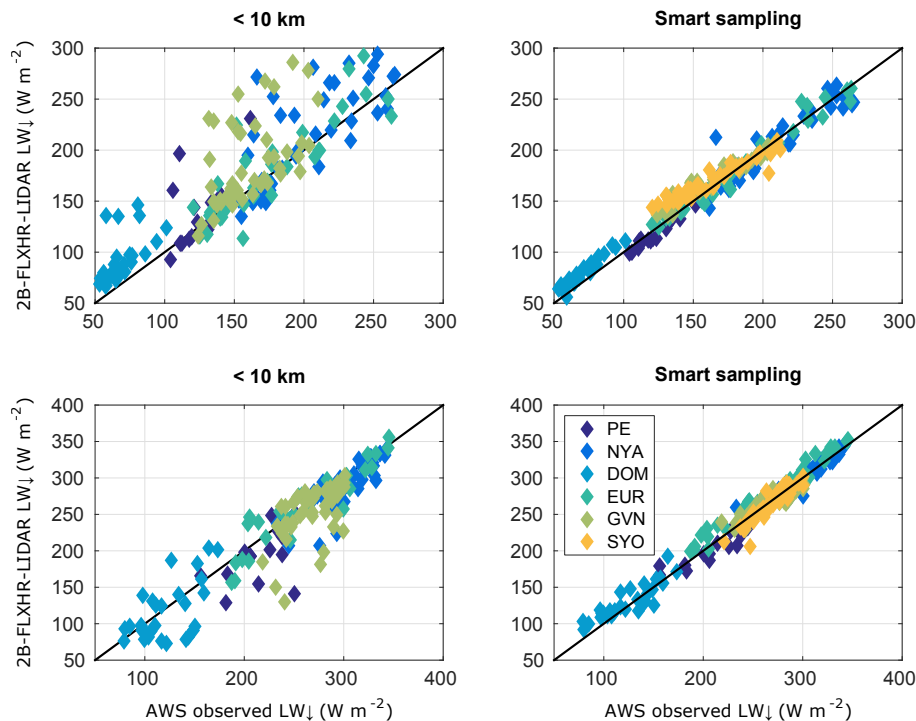 < 10 km
Smart sampling
2B-FLXHR-LIDAR LW↓ (W m⁻²)
300
250
200
150
100
50
50 100 150 200 250 300
300
250
200
150
100
50
50 100 150 200 250 300
< 10 km
Smart sampling
2B-FLXHR-LIDAR LW↓ (W m⁻²)
400
350
300
250
200
150
100
50
100 200 300 400
AWS observed LW↓ (W m⁻²)
400
350
300
250
200
150
100
50
PE
NYA
DOM
EUR
GVN
SYO
100 200 300 400
AWS observed LW↓ (W m⁻²)